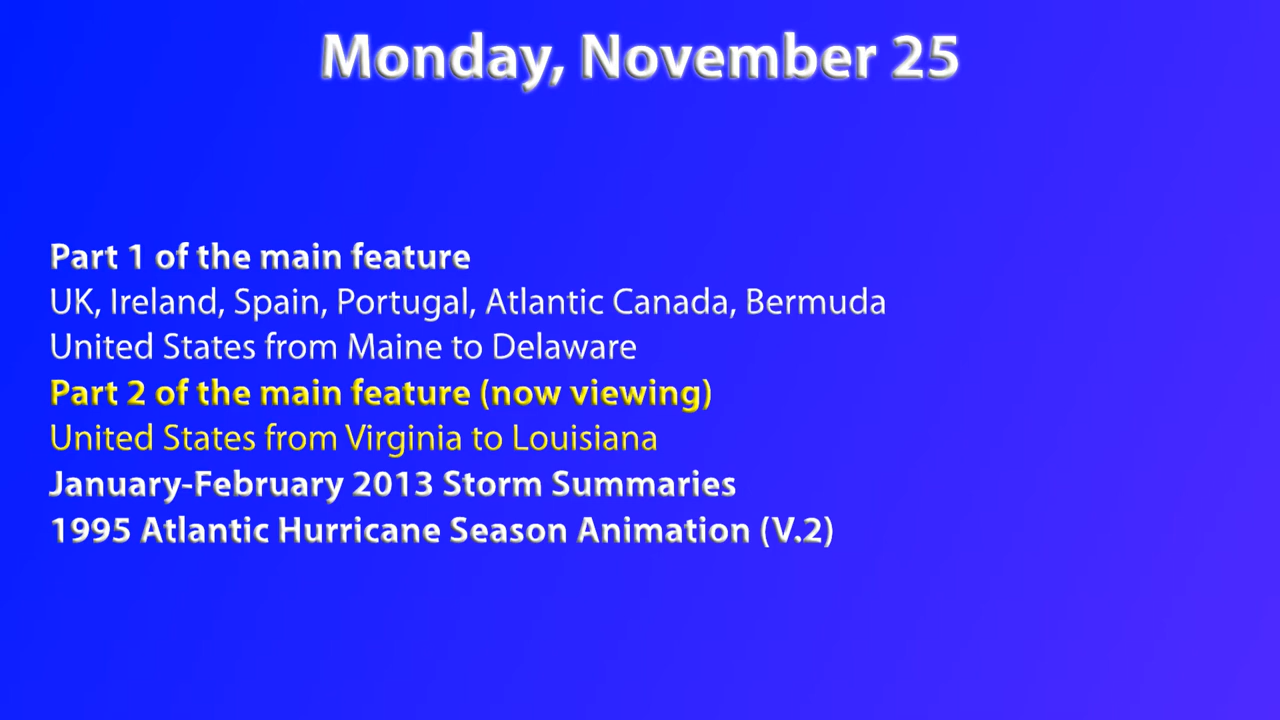 Monday, November 25
Part 1 of the main feature
UK, Ireland, Spain, Portugal, Atlantic Canada, Bermuda
United States from Maine to Delaware
Part 2 of the main feature (now viewing)
United States from Virginia to Louisiana
January-February 2013 Storm Summaries
1995 Atlantic Hurricane Season Animation (V.2)